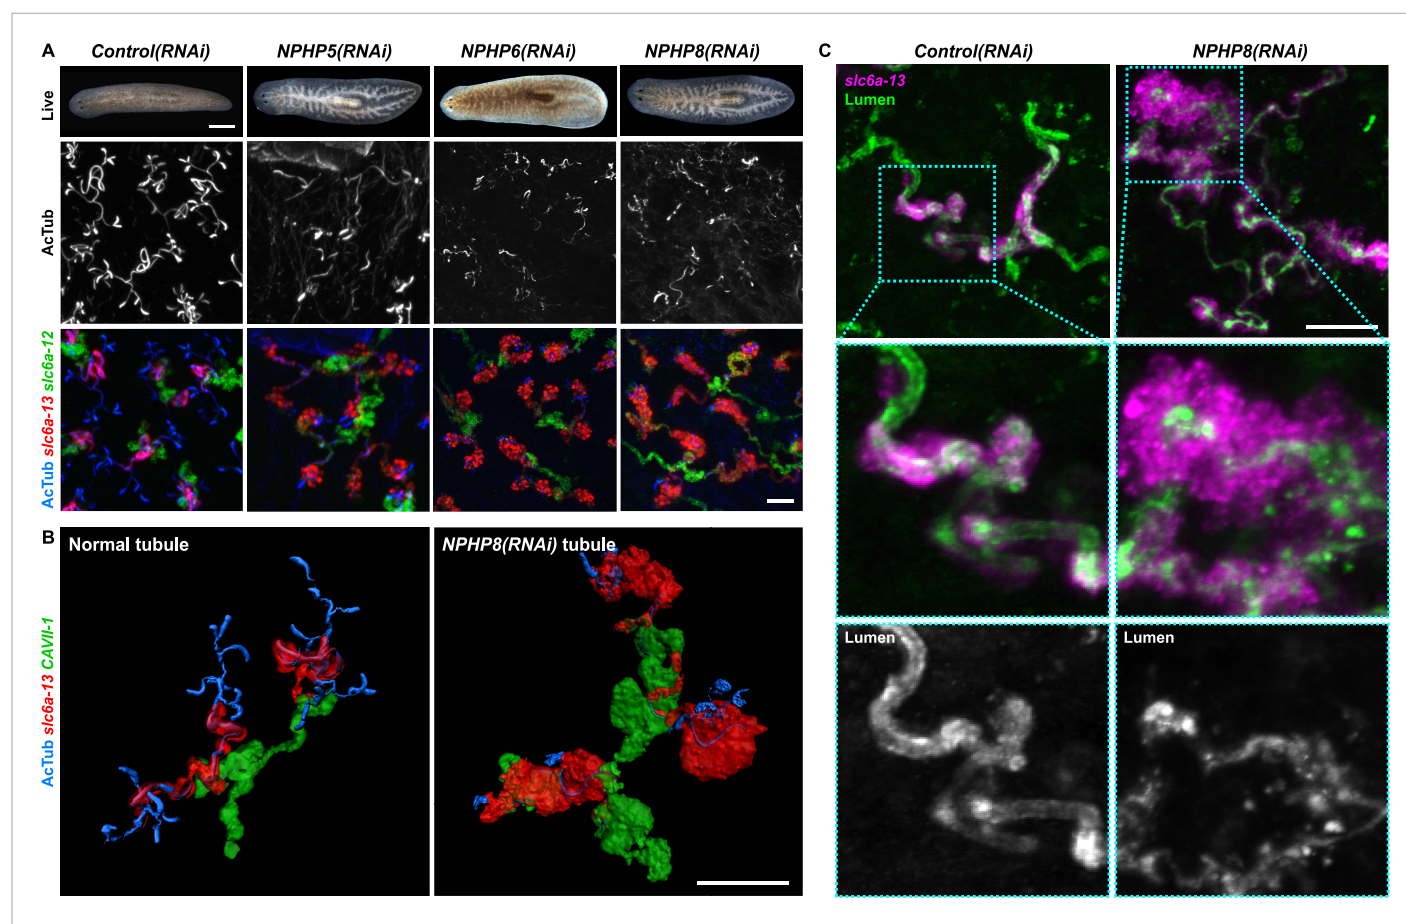 A
Control(RNAi)
NPHP5(RNAi)
NPHP6(RNAi)
NPHP8(RNAi)
Live
AcTub
AcTub slc6a-13 slc6a-12
B
Normal tubule
NPHP8(RNAi) tubule
AcTub slc6a-13 CAVII-1
C
Control(RNAi)
NPHP8(RNAi)
slc6a-13
Lumen
Lumen
Lumen